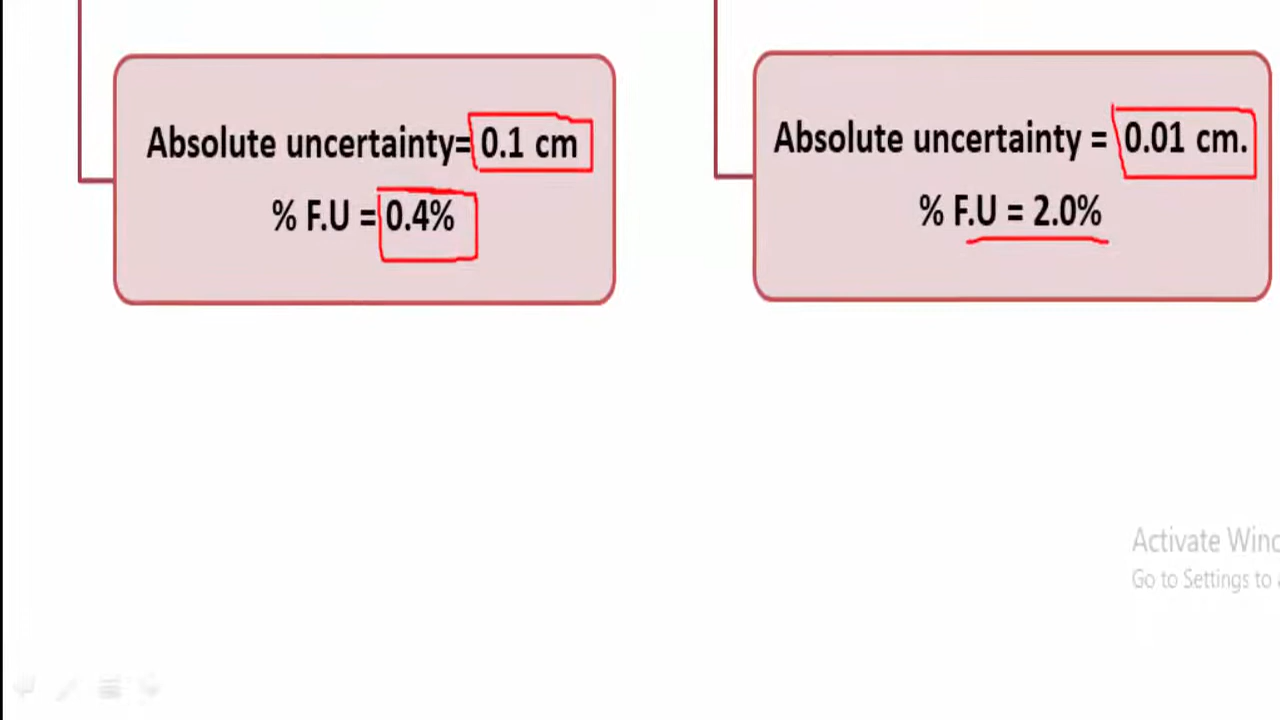 Absolute uncertainty= 0.1 cm
% F.U = 0.4%
Absolute uncertainty = 0.01 cm.
% F.U = 2.0%
Activate Wind
Go to Settings to a